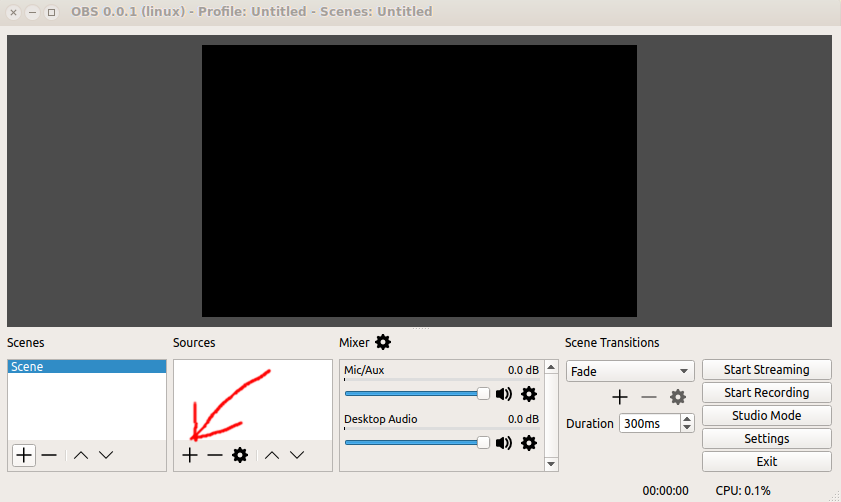 OBS 0.0.1 (linux) - Profile: Untitled - Scenes: Untitled
Scenes
Sources
Mixer
Scene Transitions
Scene
Mic/Aux
0.0 dB
Desktop Audio
0.0 dB
Fade
Duration
300ms
Start Streaming
Start Recording
Studio Mode
Settings
Exit
00:00:00
CPU: 0.1%